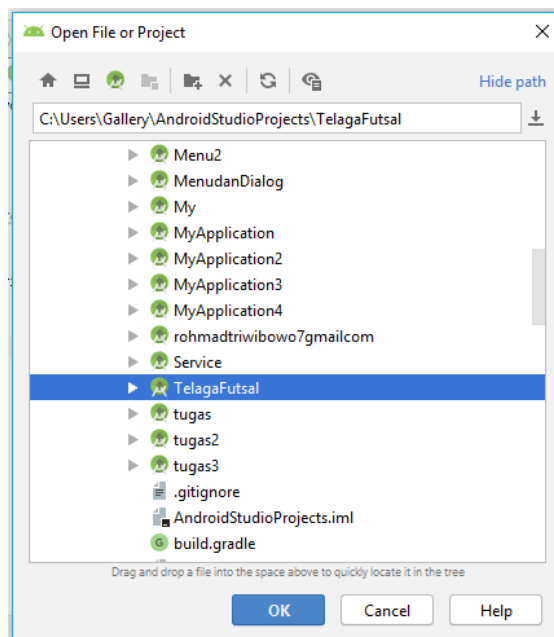 Open File or Project
Hide path
C:\Users\Gallery\AndroidStudioProjects\TelagaFutsal
Menu2
MenudanDialog
My
MyApplication
MyApplication2
MyApplication3
MyApplication4
rohmadtriwibowo7gmailcom
Service
TelagaFutsal
tugas
tugas2
tugas3
.gitignore
AndroidStudioProjects.iml
G build.gradle
Drag and drop a file into the space above to quickly locate it in the tree
OK Cancel Help